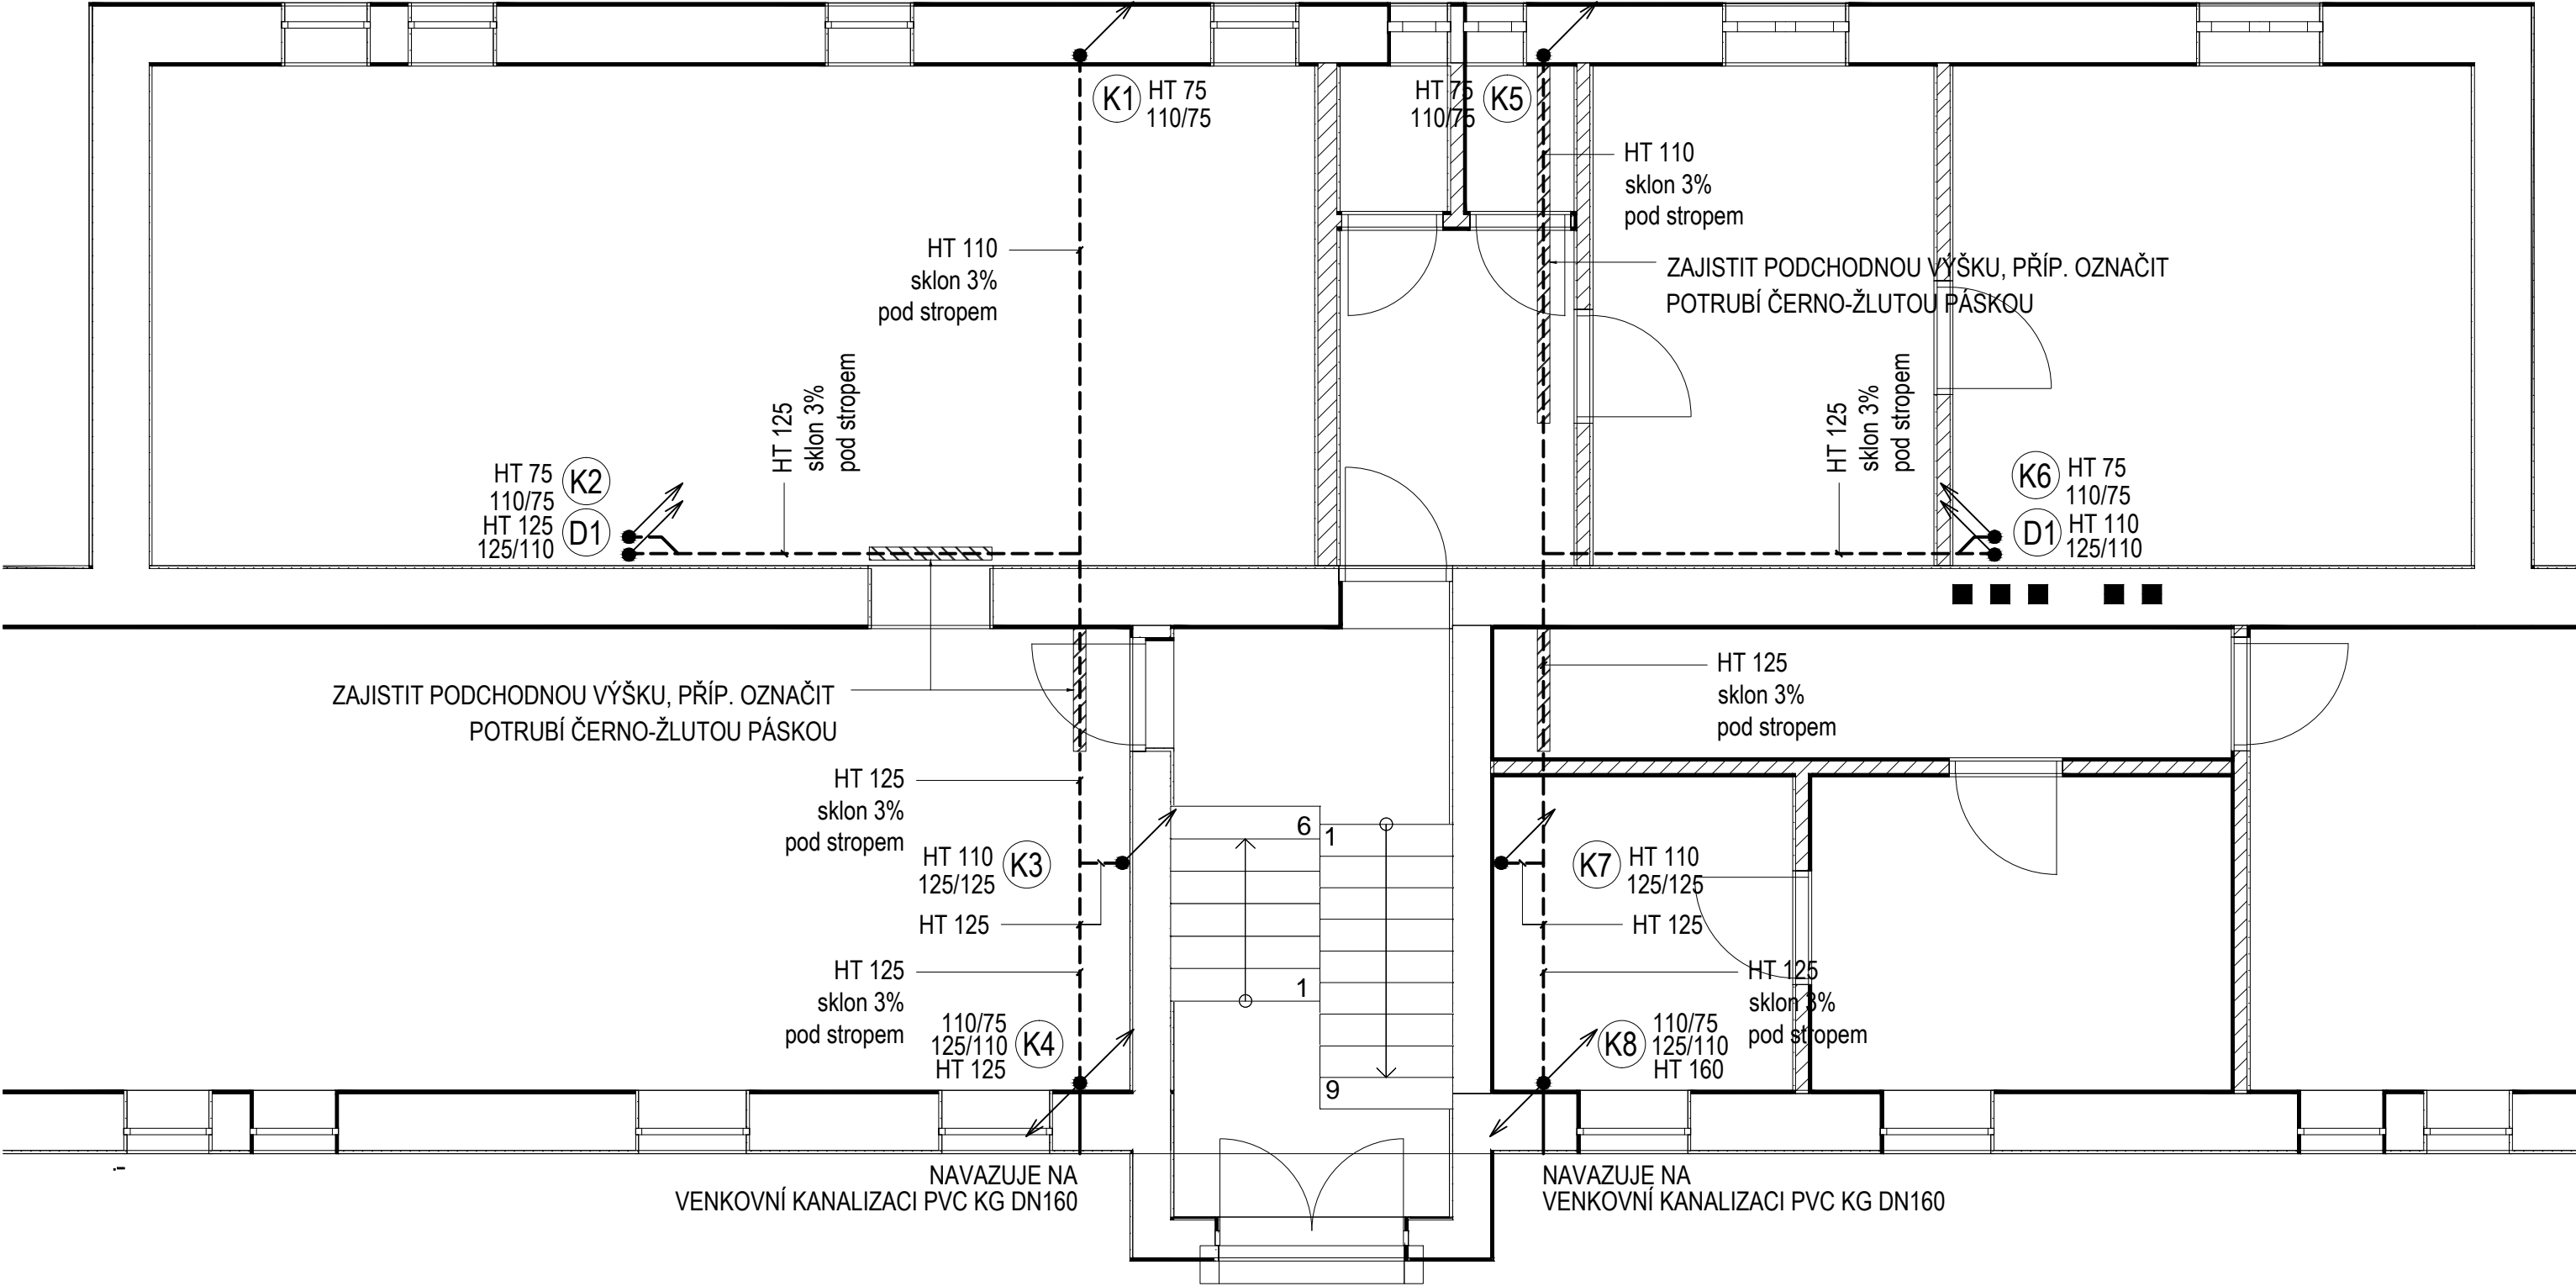 K1
HT 75
110/75
HT 75
110/75
K5
HT 110
sklon 3%
pod stropem
HT 110
sklon 3%
pod stropem
ZAJISTIT PODCHODNOU VÝŠKU, PŘÍP. OZNAČIT
POTRUBÍ ČERNO-ŽLUTOU PÁSKOU
HT 75
110/75
K2
HT 125
125/110
D1
HT 125
sklon 3%
pod stropem
HT 125
sklon 3%
pod stropem
K6
HT 75
110/75
D1
HT 110
125/110
ZAJISTIT PODCHODNOU VÝŠKU, PŘÍP. OZNAČIT
POTRUBÍ ČERNO-ŽLUTOU PÁSKOU
HT 125
sklon 3%
pod stropem
HT 125
sklon 3%
pod stropem
HT 110
125/125
K3
HT 125
6
1
K7
HT 110
125/125
HT 125
HT 125
sklon 3%
pod stropem
1
HT 125
sklon 3%
pod stropem
110/75
125/110
HT 125
K4
9
K8
110/75
125/110
HT 160
NAVAZUJE NA
VENKOVNÍ KANALIZACI PVC KG DN160
NAVAZUJE NA
VENKOVNÍ KANALIZACI PVC KG DN160